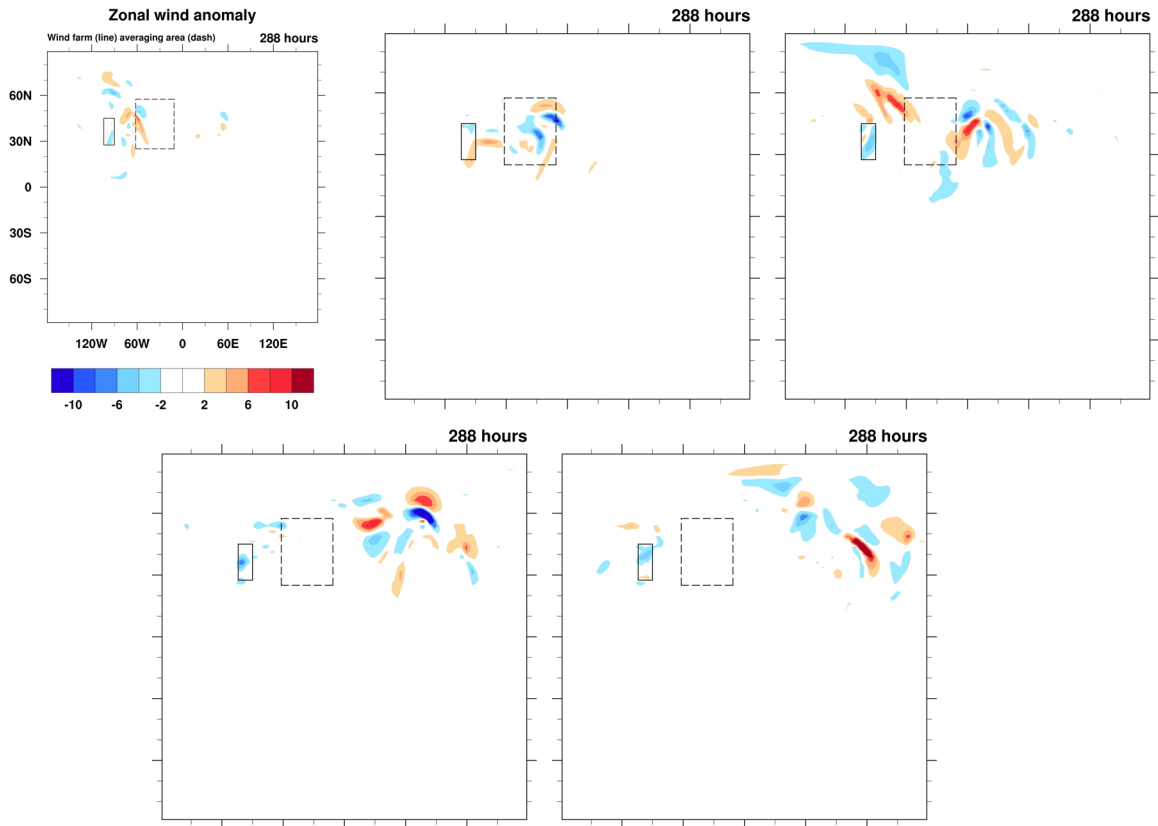 Zonal wind anomaly
Wind farm (line) averaging area (dash) 288 hours
288 hours
288 hours
60N
30N
0
30S
60S
120W 60W 0 60E 120E
-10 -6 -2 2 6 10
288 hours
288 hours